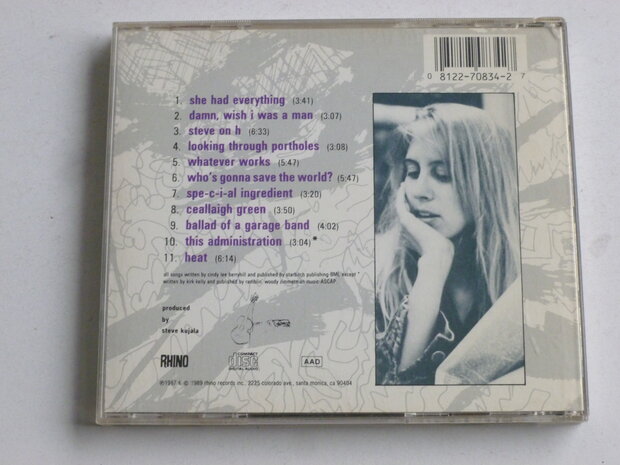 0 8122-70834-2 7
1. she had everything (3:41)
2. damn, wish i was a man (3:07)
3. steve on h (6:33)
4. looking through portholes (3:08)
5. whatever works (5:47)
6. who's gonna save the world? (5:47)
7. spe-c-i-al ingredient (3:20)
8. ceallaigh green (3:50)
9. ballad of a garage band (4:02)
10. this administration (3:04)*
11. heat (6:14)
all songs written by cindy lee berryhill and published by starbitch publishing BMI, except *
written by kirk kelly and published by
woody zimmerman music-ASCAP
produced
by
steve kujala
RHINO
COMPACT
disc
DIGITAL AUDIO
AAD
℗1987 & © 1989 rhino records inc., 2225 colorado ave., santa monica, ca 90404